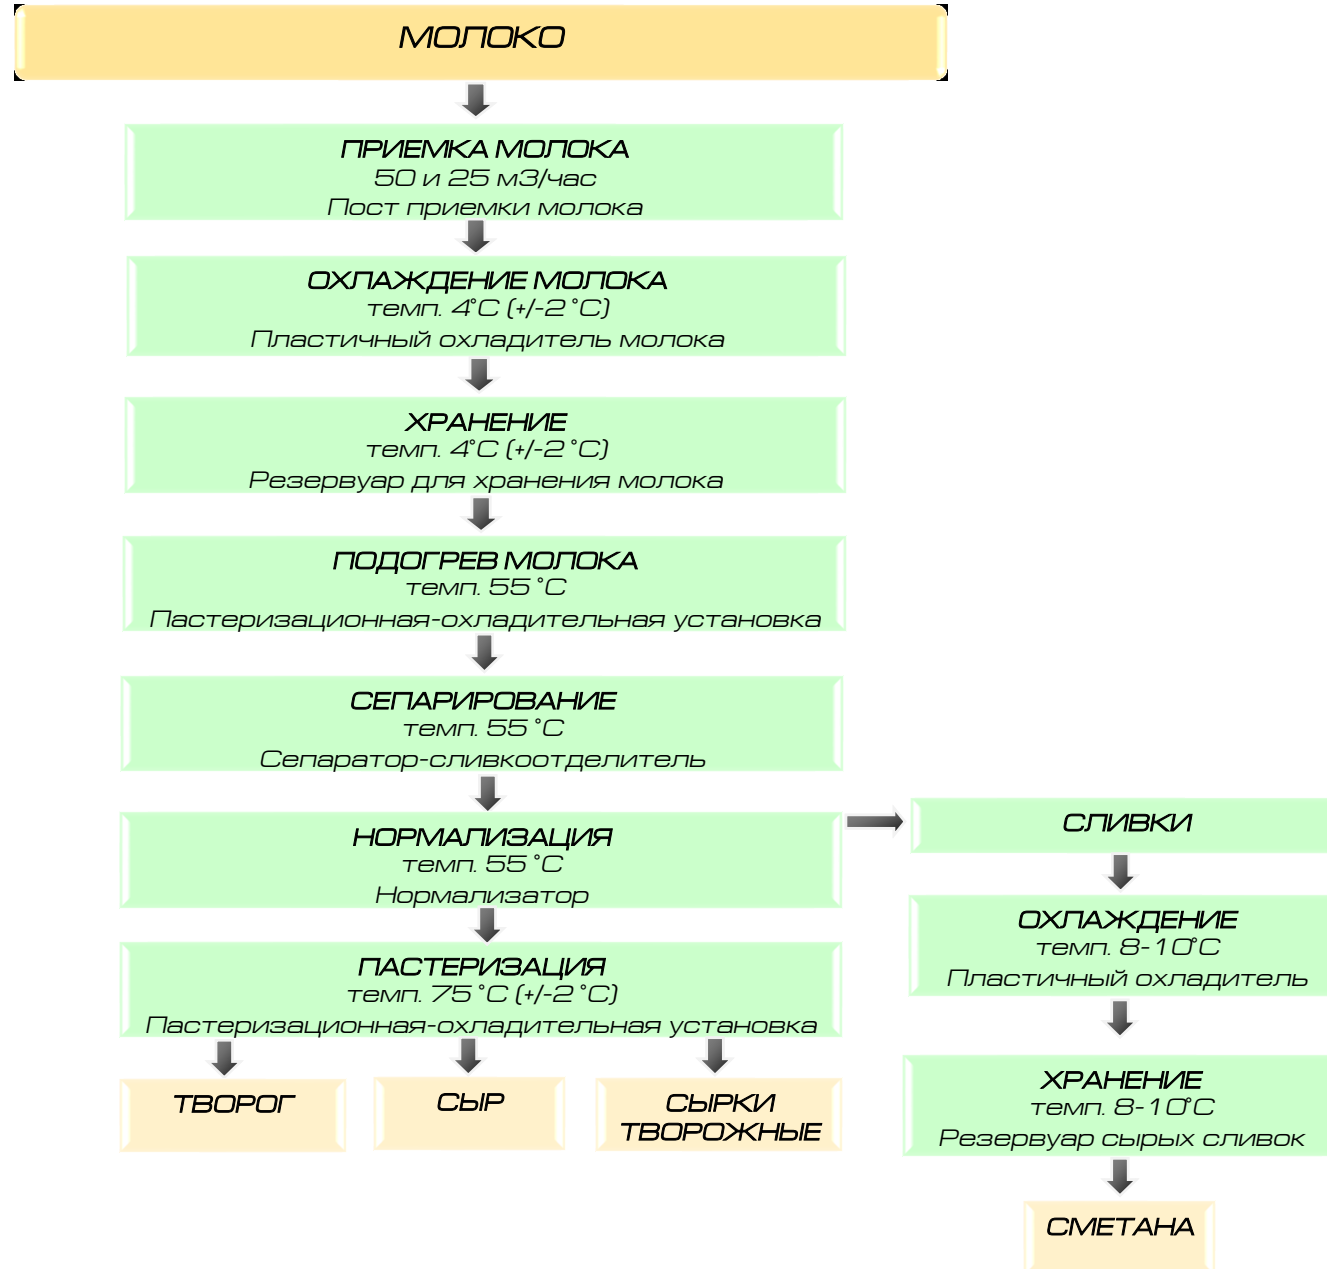 МОЛОКО
ПРИЕМКА МОЛОКА
50 и 25 м3/час
Пост приемки молока
ОХЛАЖДЕНИЕ МОЛОКА
темп. 4°С (+/-2°С)
Пластичный охладитель молока
ХРАНЕНИЕ
темп. 4°С (+/-2°С)
Резервуар для хранения молока
ПОДОГРЕВ МОЛОКА
темп. 55°С
Пастеризационная-охладительная установка
СЕПАРИРОВАНИЕ
темп. 55°С
Сепаратор-сливкоотделитель
НОРМАЛИЗАЦИЯ
темп. 55°С
Нормализатор
ПАСТЕРИЗАЦИЯ
темп. 75°С (+/-2°С)
Пастеризационная-охладительная установка
ТВОРОГ
СЫР
СЫРКИ
ТВОРОЖНЫЕ
СЛИВКИ
ОХЛАЖДЕНИЕ
темп. 8-10°С
Пластичный охладитель
ХРАНЕНИЕ
темп. 8-10°С
Резервуар сырых сливок
СМЕТАНА